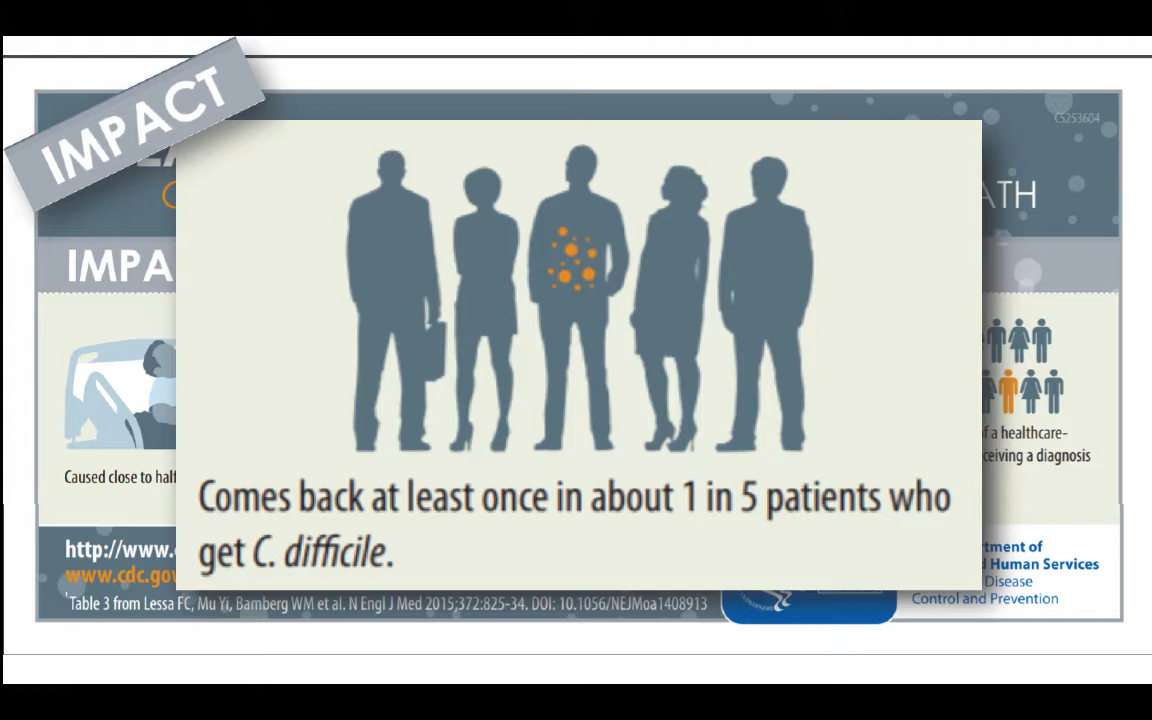 IMPACT
CS253604
ATH
IMPA
Comes back at least once in about 1 in 5 patients who
get C. difficile.
Caused close to half
f a healthcare-
ceiving a diagnosis
http://www.
www.cdc.gov
¹Table 3 from Lessa FC, Mu Yi, Bamberg WM et al. N Engl J Med 2015;372:825-34. DOI: 10.1056/NEJMoa1408913
tment of
d Human Services
Disease
Control and Prevention